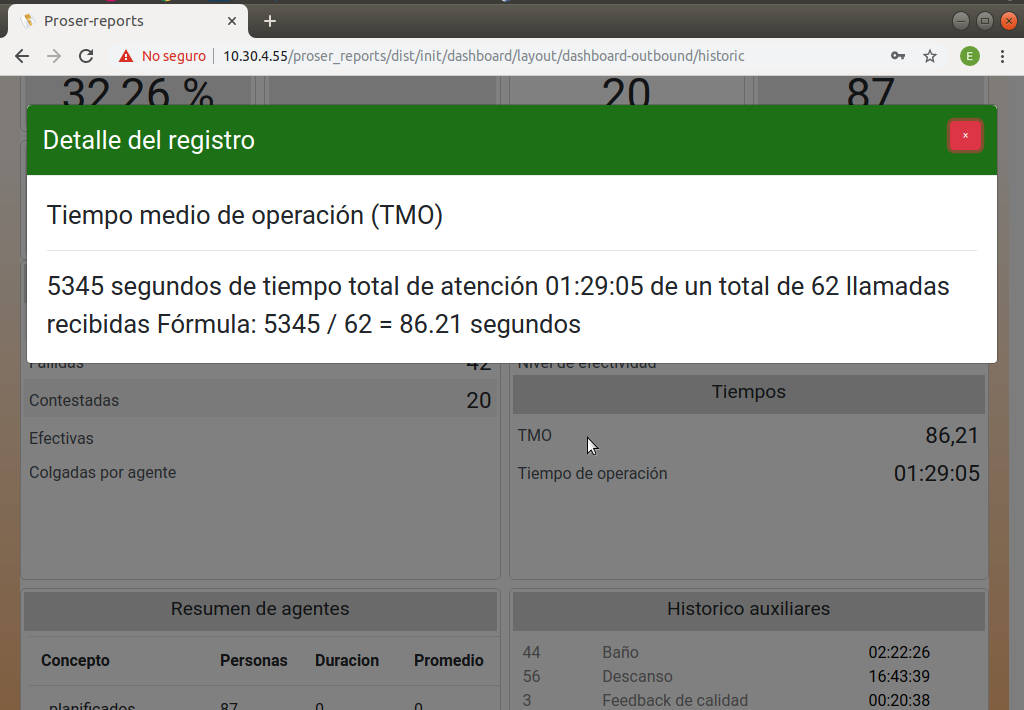 Proser-reports
No seguro
10.30.4.55/proser_reports/dist/init/dashboard/layout/dashboard-outbound/historic
E
32.26 %
20
87
Detalle del registro
×
Tiempo medio de operación (TMO)
5345 segundos de tiempo total de atención 01:29:05 de un total de 62 llamadas
recibidas Fórmula: 5345 / 62 = 86.21 segundos
Fallidas 42
Contestadas 20
Efectivas
Colgadas por agente
Nivel de efectividad
Tiempos
TMO 86,21
Tiempo de operación 01:29:05
Resumen de agentes
Concepto Personas Duracion Promedio
planificados 87 0 0
Historico auxiliares
44 Baño 02:22:26
56 Descanso 16:43:39
3 Feedback de calidad 00:20:38